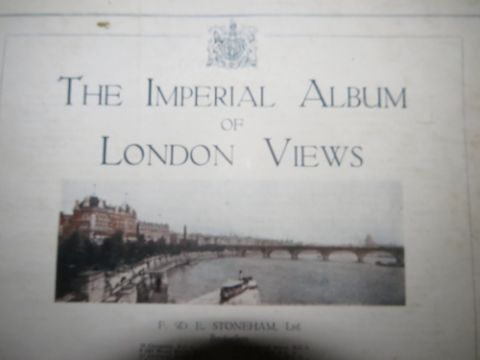 THE IMPERIAL ALBUM
OF
LONDON VIEWS
F. & E. STONEHAM, Ltd.